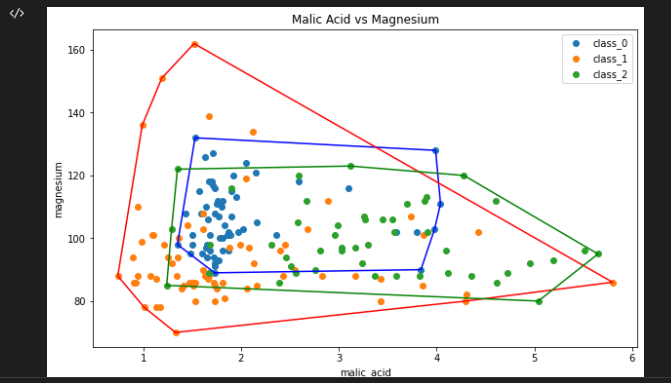 </>
Malic Acid vs Magnesium
class_0
class_1
class_2
magnesium
160
140
120
100
80
1 2 3 4 5 6
malic_acid